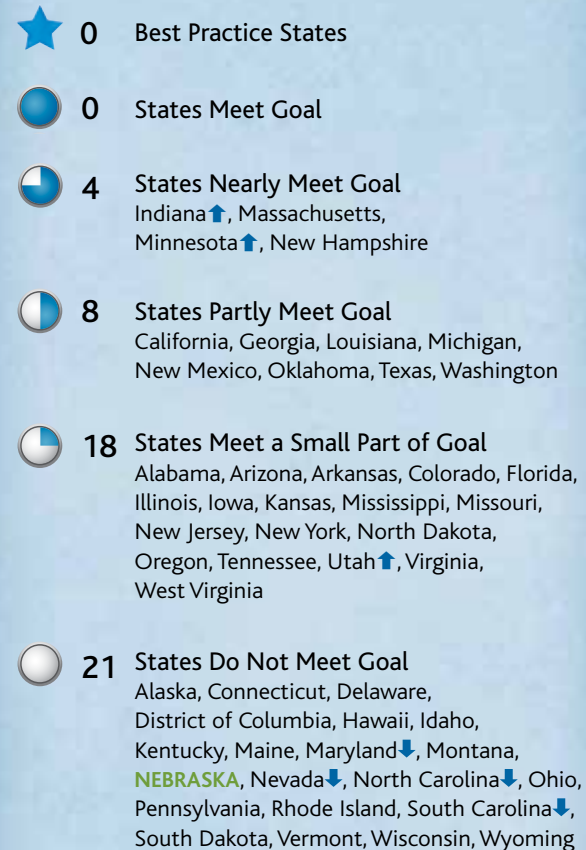 0 Best Practice States
0 States Meet Goal
4 States Nearly Meet Goal
Indiana⬆, Massachusetts,
Minnesota⬆, New Hampshire
8 States Partly Meet Goal
California, Georgia, Louisiana, Michigan,
New Mexico, Oklahoma, Texas, Washington
18 States Meet a Small Part of Goal
Alabama, Arizona, Arkansas, Colorado, Florida,
Illinois, Iowa, Kansas, Mississippi, Missouri,
New Jersey, New York, North Dakota,
Oregon, Tennessee, Utah⬆, Virginia,
West Virginia
21 States Do Not Meet Goal
Alaska, Connecticut, Delaware,
District of Columbia, Hawaii, Idaho,
Kentucky, Maine, Maryland⬇, Montana,
NEBRASKA, Nevada⬇, North Carolina⬇, Ohio,
Pennsylvania, Rhode Island, South Carolina⬇,
South Dakota, Vermont, Wisconsin, Wyoming